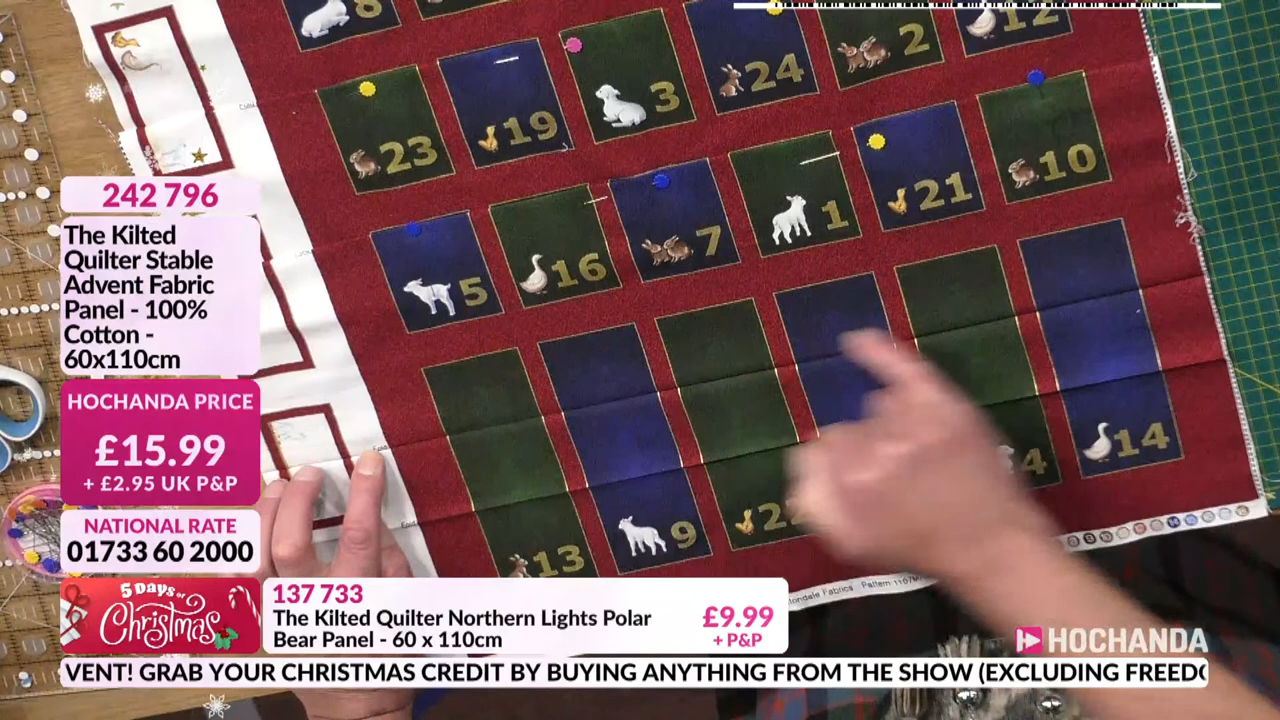 8
12
24
2
3
19
23
10
21
1
7
16
5
14
4
9
13
242 796
The Kilted
Quilter Stable
Advent Fabric
Panel - 100%
Cotton -
60x110cm
HOCHANDA PRICE
£15.99
+ £2.95 UK P&P
NATIONAL RATE
01733 60 2000
5 Days of
Christmas
137 733
The Kilted Quilter Northern Lights Polar
Bear Panel - 60 x 110cm
£9.99
+ P&P
Fabrics Pattern
HOCHANDA
VENT! GRAB YOUR CHRISTMAS CREDIT BY BUYING ANYTHING FROM THE SHOW (EXCLUDING